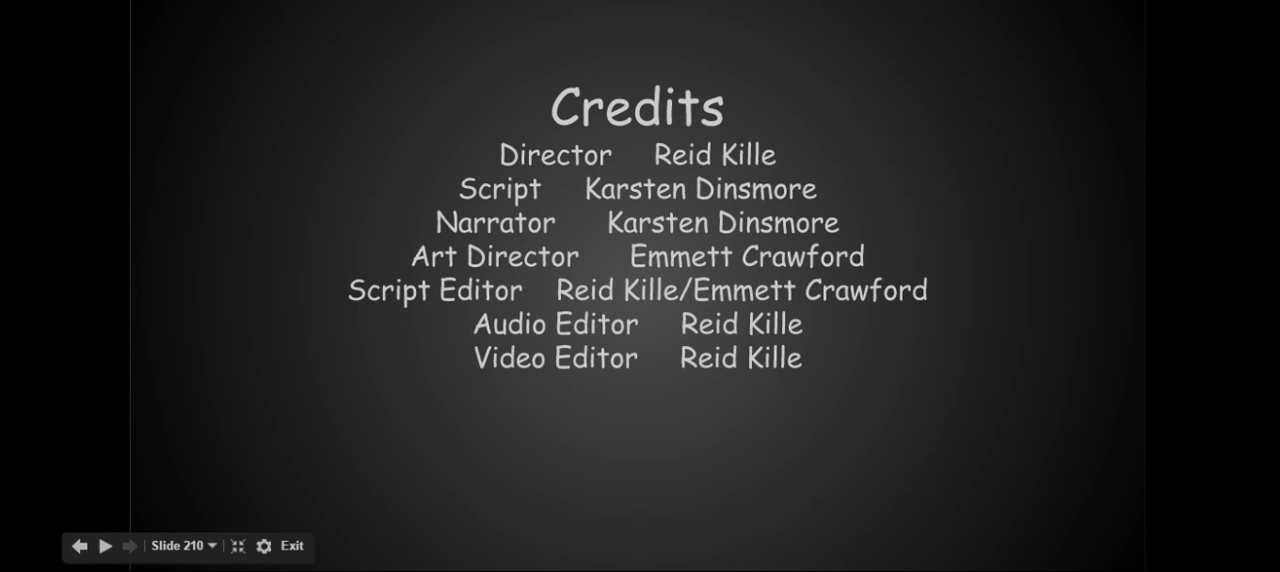 Credits
Director Reid Kille
Script Karsten Dinsmore
Narrator Karsten Dinsmore
Art Director Emmett Crawford
Script Editor Reid Kille/Emmett Crawford
Audio Editor Reid Kille
Video Editor Reid Kille
Slide 210 Exit